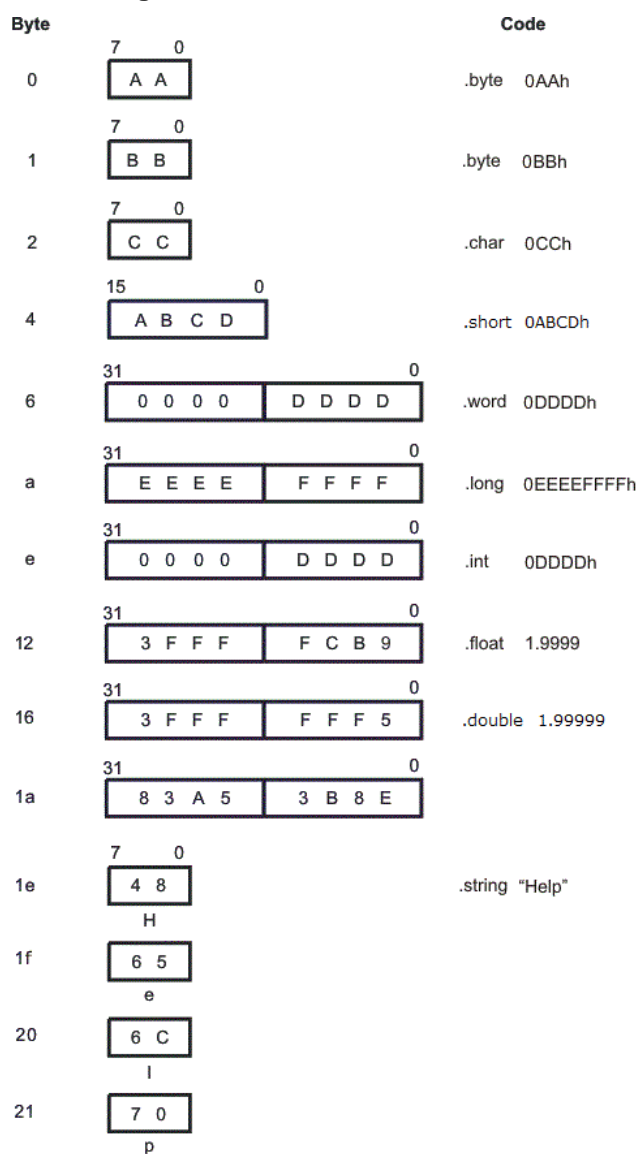 Byte Code
7 0
0 A A .byte 0AAh
7 0
1 B B .byte 0BBh
7 0
2 C C .char 0CCh
15 0
4 A B C D .short 0ABCDh
31 0
6 0 0 0 0 D D D D .word 0DDDDh
31 0
a E E E E F F F F .long 0EEEEFFFFh
31 0
e 0 0 0 0 D D D D .int 0DDDDh
31 0
12 3 F F F F C B 9 .float 1.9999
31 0
16 3 F F F F F F 5 .double 1.99999
31 0
1a 8 3 A 5 3 B 8 E
7 0
1e 4 8 .string “Help”
H
1f 6 5
e
20 6 C
l
21 7 0
p